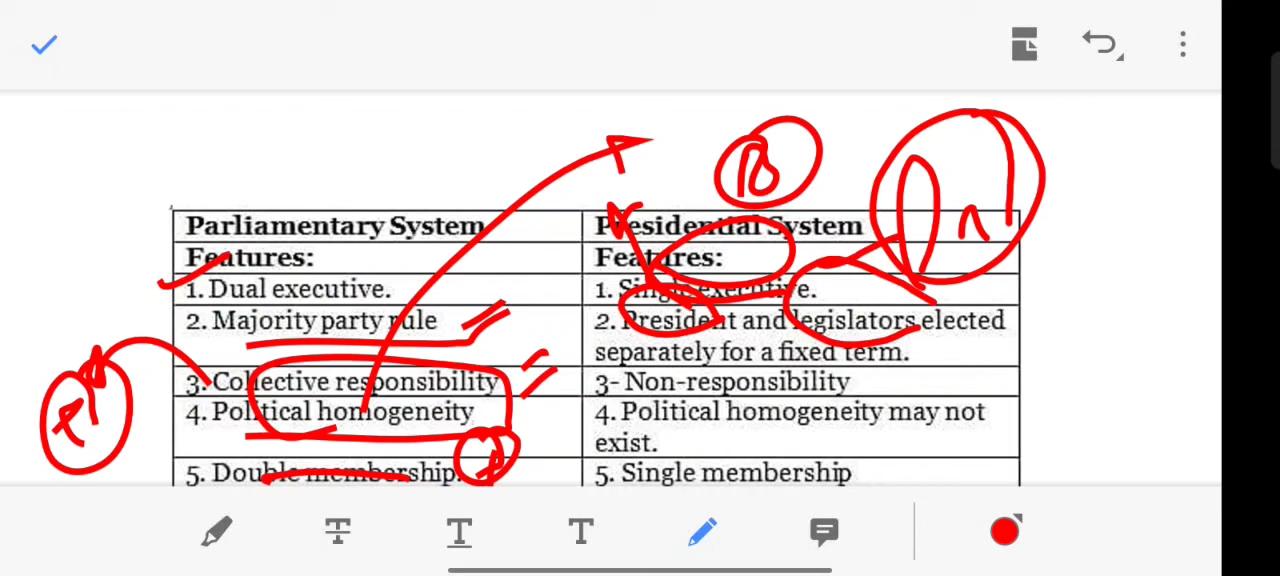 Parliamentary System
Presidential System
Features:
Features:
1. Dual executive.
1. Single executive.
2. Majority party rule
2. President and legislators elected
separately for a fixed term.
3. Collective responsibility
3- Non-responsibility
4. Political homogeneity
4. Political homogeneity may not
exist.
5. Double membership.
5. Single membership